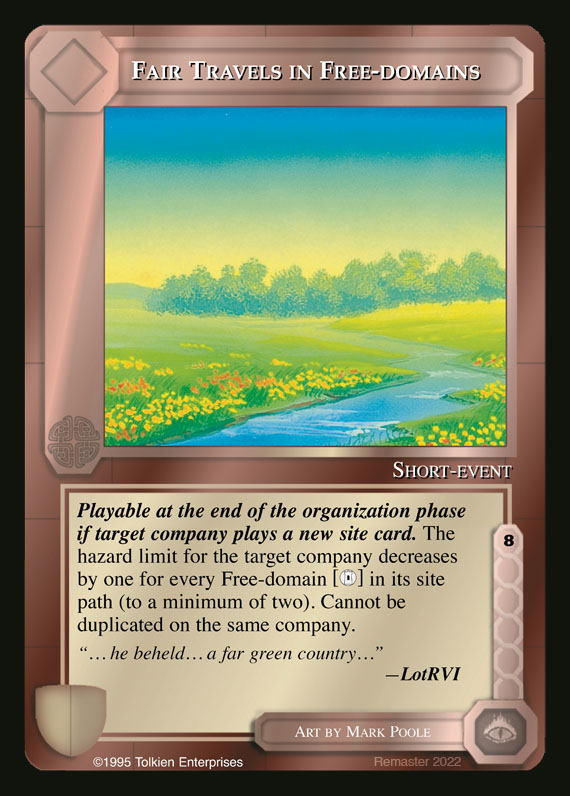 Fair Travels in Free-domains
Short-event
Playable at the end of the organization phase
if target company plays a new site card. The
hazard limit for the target company decreases
by one for every Free-domain [] in its site
path (to a minimum of two). Cannot be
duplicated on the same company.
“… he beheld… a far green country…”
—LotRVI
8
Art by Mark Poole
©1995 Tolkien Enterprises
Remaster 2022